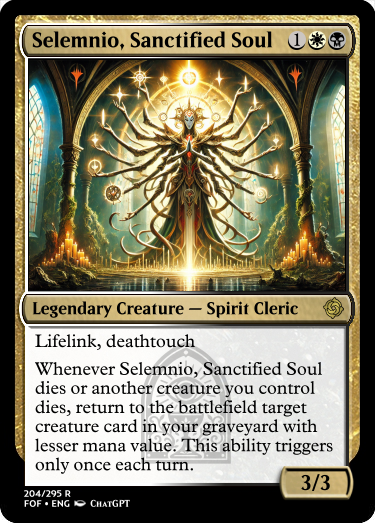 Selemnio, Sanctified Soul 1
Legendary Creature — Spirit Cleric
Lifelink, deathtouch
Whenever Selemnio, Sanctified Soul
dies or another creature you control
dies, return to the battlefield target
creature card in your graveyard with
lesser mana value. This ability triggers
only once each turn.
3/3
204/295 R
FOF • ENG ChatGPT